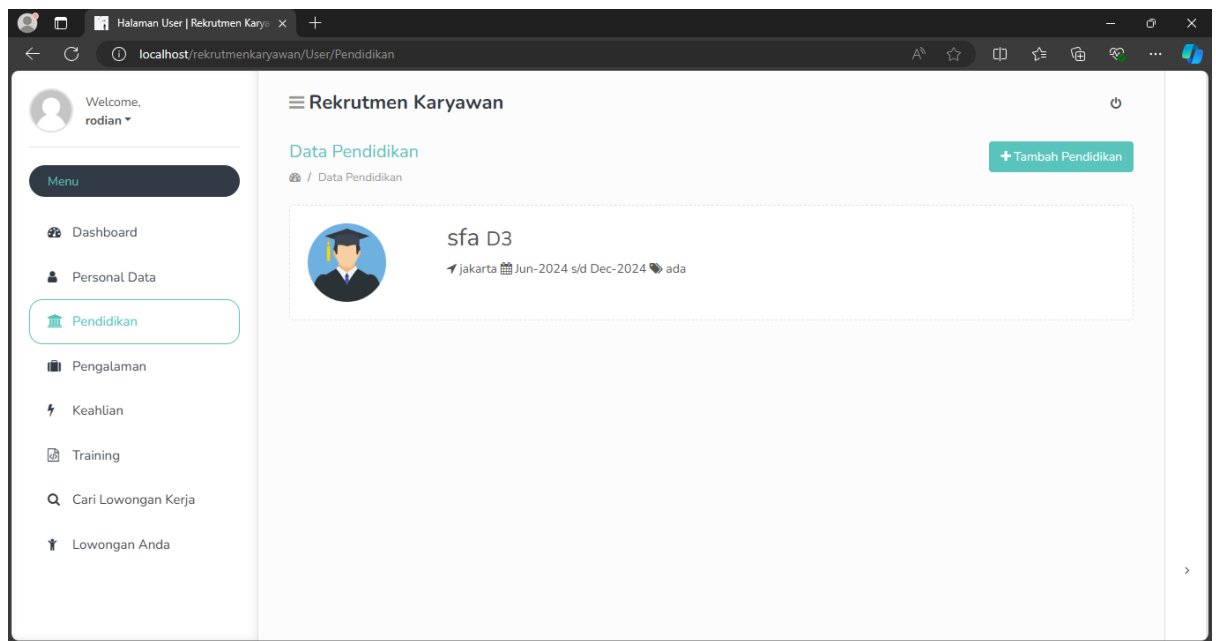 Halaman User | Rekrutmen Karya
localhost/rekrutmenkaryawan/User/Pendidikan
Welcome,
rodian
Menu
Dashboard
Personal Data
Pendidikan
Pengalaman
Keahlian
Training
Cari Lowongan Kerja
Lowongan Anda
Rekrutmen Karyawan
Data Pendidikan
+ Tambah Pendidikan
/ Data Pendidikan
sfa D3
jakarta Jun-2024 s/d Dec-2024 ada